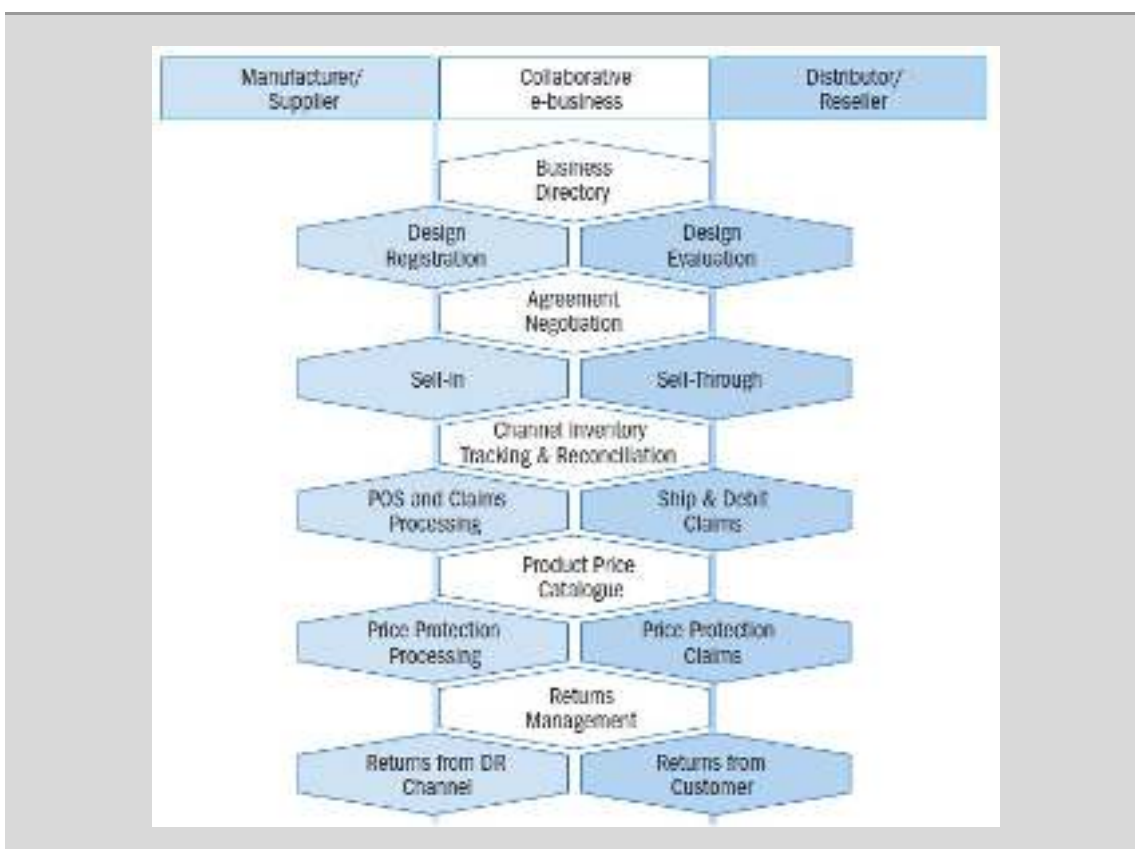 Manufacturer/
Supplier
Collaborative
e-business
Distributor/
Reseller
Business
Directory
Design
Registration
Design
Evaluation
Agreement
Negotiation
Sell-In
Sell-Through
Channel Inventory
Tracking & Reconciliation
POS and Claims
Processing
Ship & Debit
Claims
Product Price
Catalogue
Price Protection
Processing
Price Protection
Claims
Returns
Management
Returns from DR
Channel
Returns from
Customer